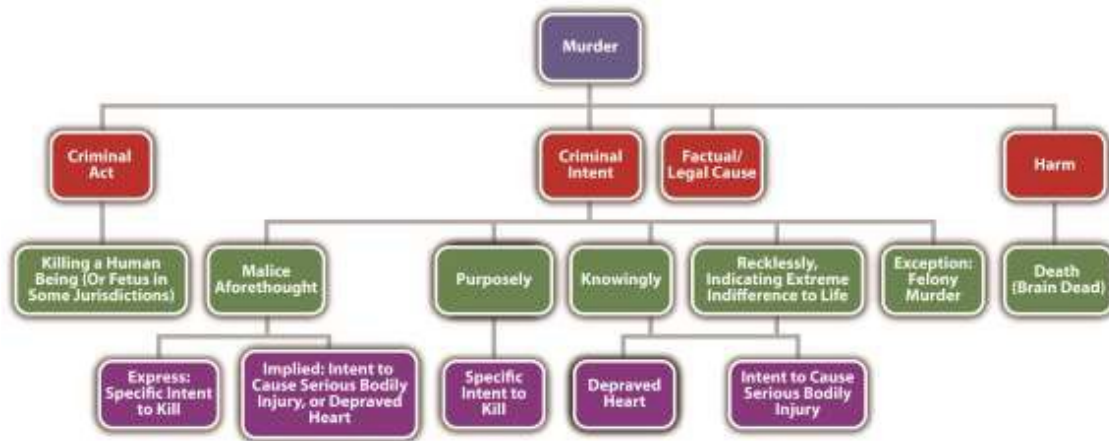 Murder
Criminal
Act
Criminal
Intent
Factual/
Legal Cause
Harm
Killing a Human
Being (Or Fetus in
Some Jurisdictions)
Malice
Aforethought
Purposely
Knowingly
Recklessly,
Indicating Extreme
Indifference to Life
Exception:
Felony
Murder
Death
(Brain Dead)
Express:
Specific Intent
to Kill
Implied: Intent to
Cause Serious Bodily
Injury, or Depraved
Heart
Specific
Intent to
Kill
Depraved
Heart
Intent to Cause
Serious Bodily
Injury